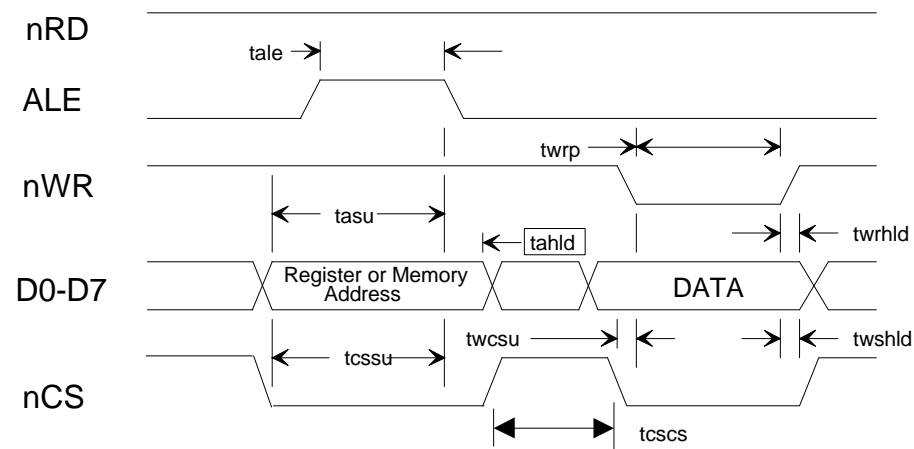 nRD
tale
ALE
twrp
nWR
tasu
twrhld
tahld
D0-D7
Register or Memory
Address
DATA
twcsu
twshld
tcssu
nCS
tcscs